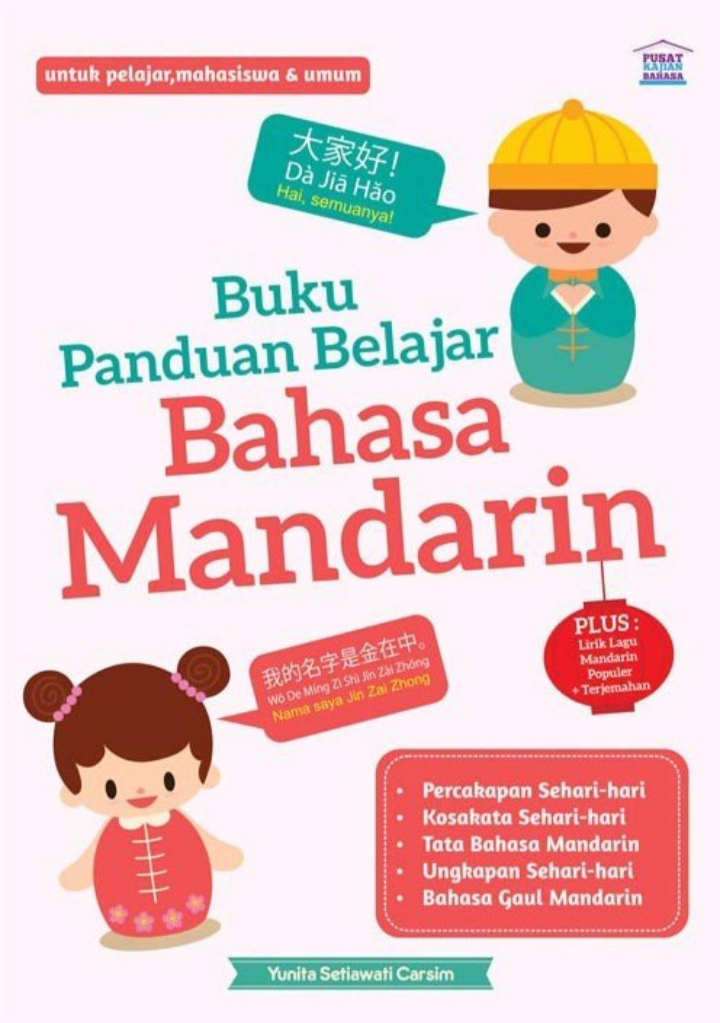 untuk pelajar,mahasiswa & umum
PUSAT
KAJIAN
BAHASA
大家好!
Dà Jiā Hǎo
Hai, semuanya!
Buku
Panduan Belajar
Bahasa
Mandarin
PLUS :
Lirik Lagu
Mandarin
Populer
+ Terjemahan
我的名字是金在中。
Wǒ De Míng Zì Shì Jīn Zài Zhōng
Nama saya Jin Zai Zhong
• Percakapan Sehari-hari
• Kosakata Sehari-hari
• Tata Bahasa Mandarin
• Ungkapan Sehari-hari
• Bahasa Gaul Mandarin
Yunita Setiawati Carsim